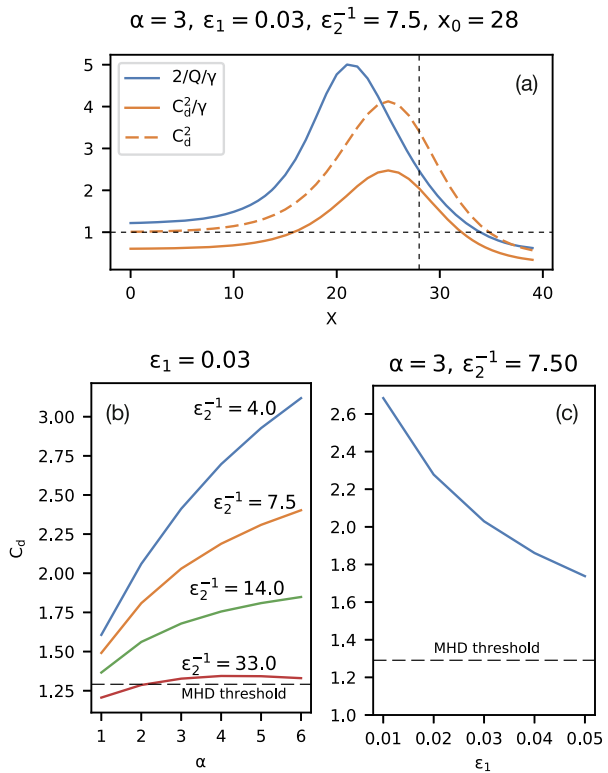 α = 3, ε₁ = 0.03, ε₂⁻¹ = 7.5, x₀ = 28
5
4
3
2
1
2/Q/γ
C_d²/γ
C_d²
(a)
0 10 20 30 40
X
ε₁ = 0.03
(b)
C_d
3.00
2.75
2.50
2.25
2.00
1.75
1.50
1.25
ε₂⁻¹ = 4.0
ε₂⁻¹ = 7.5
ε₂⁻¹ = 14.0
ε₂⁻¹ = 33.0
MHD threshold
1 2 3 4 5 6
α
α = 3, ε₂⁻¹ = 7.50
(c)
2.6
2.4
2.2
2.0
1.8
1.6
1.4
1.2
1.0
MHD threshold
0.01 0.02 0.03 0.04 0.05
ε₁